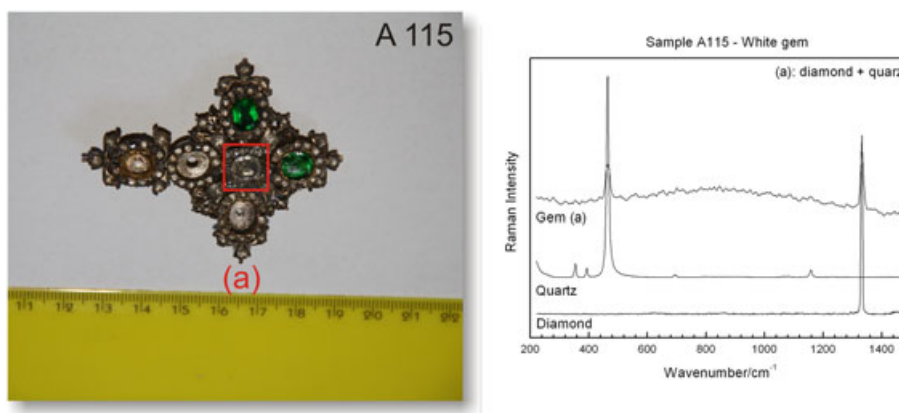 A 115
(a)
11 12 13 14 15 16 17 18 19 20 21 22
Sample A115 - White gem
(a): diamond + quartz
Raman Intensity
Gem (a)
Quartz
Diamond
200 400 600 800 1000 1200 1400
Wavenumber/cm⁻¹